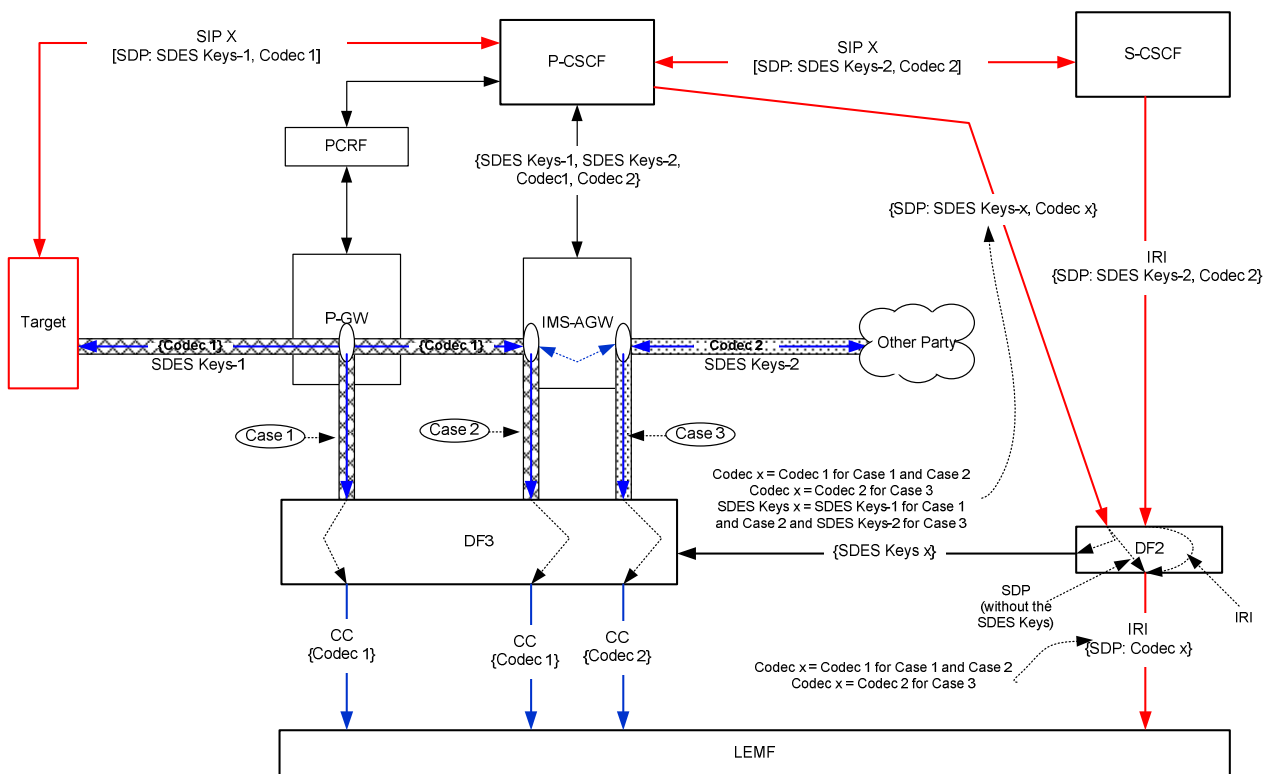 SIP X
[SDP: SDES Keys-1, Codec 1]
P-CSCF
SIP X
[SDP: SDES Keys-2, Codec 2]
S-CSCF
PCRF
{SDES Keys-1, SDES Keys-2,
Codec1, Codec 2}
{SDP: SDES Keys-x, Codec x}
IRI
{SDP: SDES Keys-2, Codec 2}
Target
P-GW
IMS-AGW
{Codec 1}
{Codec 1}
Codec 2
Other Party
SDES Keys-1
SDES Keys-2
Case 1
Case 2
Case 3
Codec x = Codec 1 for Case 1 and Case 2
Codec x = Codec 2 for Case 3
SDES Keys x = SDES Keys-1 for Case 1
and Case 2 and SDES Keys-2 for Case 3
DF3
{SDES Keys x}
DF2
SDP
(without the
SDES Keys)
IRI
CC
{Codec 1}
CC
{Codec 1}
CC
{Codec 2}
IRI
{SDP: Codec x}
Codec x = Codec 1 for Case 1 and Case 2
Codec x = Codec 2 for Case 3
LEMF